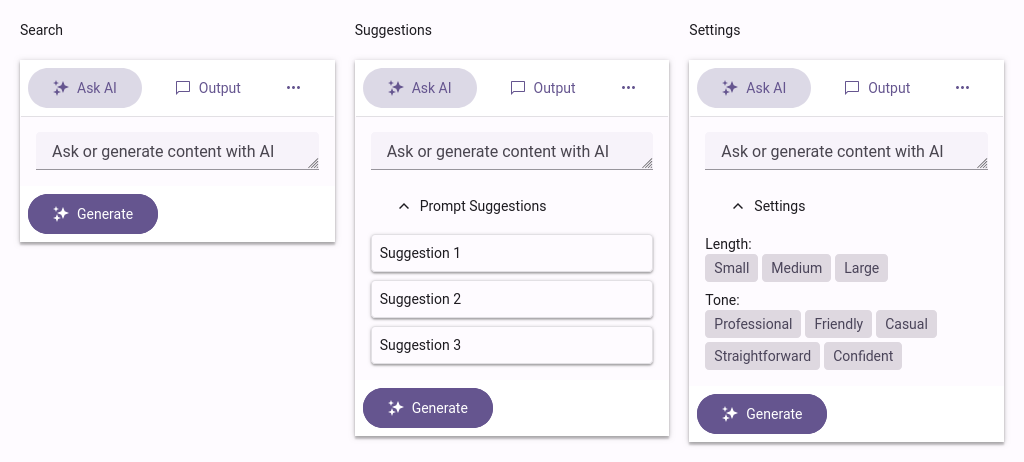 Search
Ask AI Output ...
Ask or generate content with AI
Generate
Suggestions
Ask AI Output ...
Ask or generate content with AI
Prompt Suggestions
Suggestion 1
Suggestion 2
Suggestion 3
Generate
Settings
Ask AI Output ...
Ask or generate content with AI
Settings
Length:
Small Medium Large
Tone:
Professional Friendly Casual
Straightforward Confident
Generate